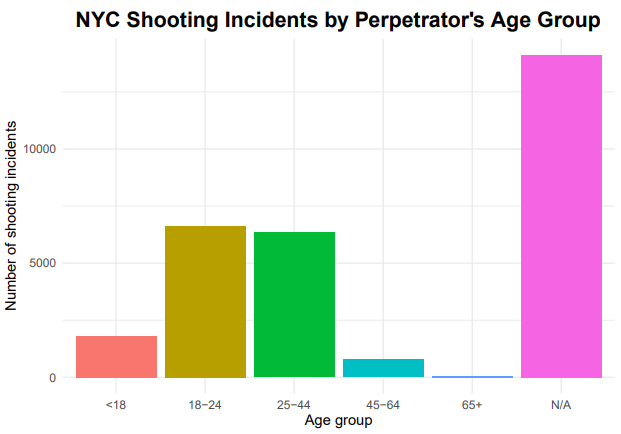 NYC Shooting Incidents by Perpetrator's Age Group
Number of shooting incidents
10000
5000
0
<18
18−24
25−44
45−64
65+
N/A
Age group